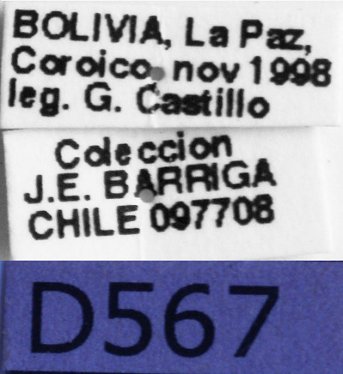 BOLIVIA, La Paz,
Coroico nov 1998
leg. G. Castillo
Coleccion
J.E. BARRIGA
CHILE 097708
D567